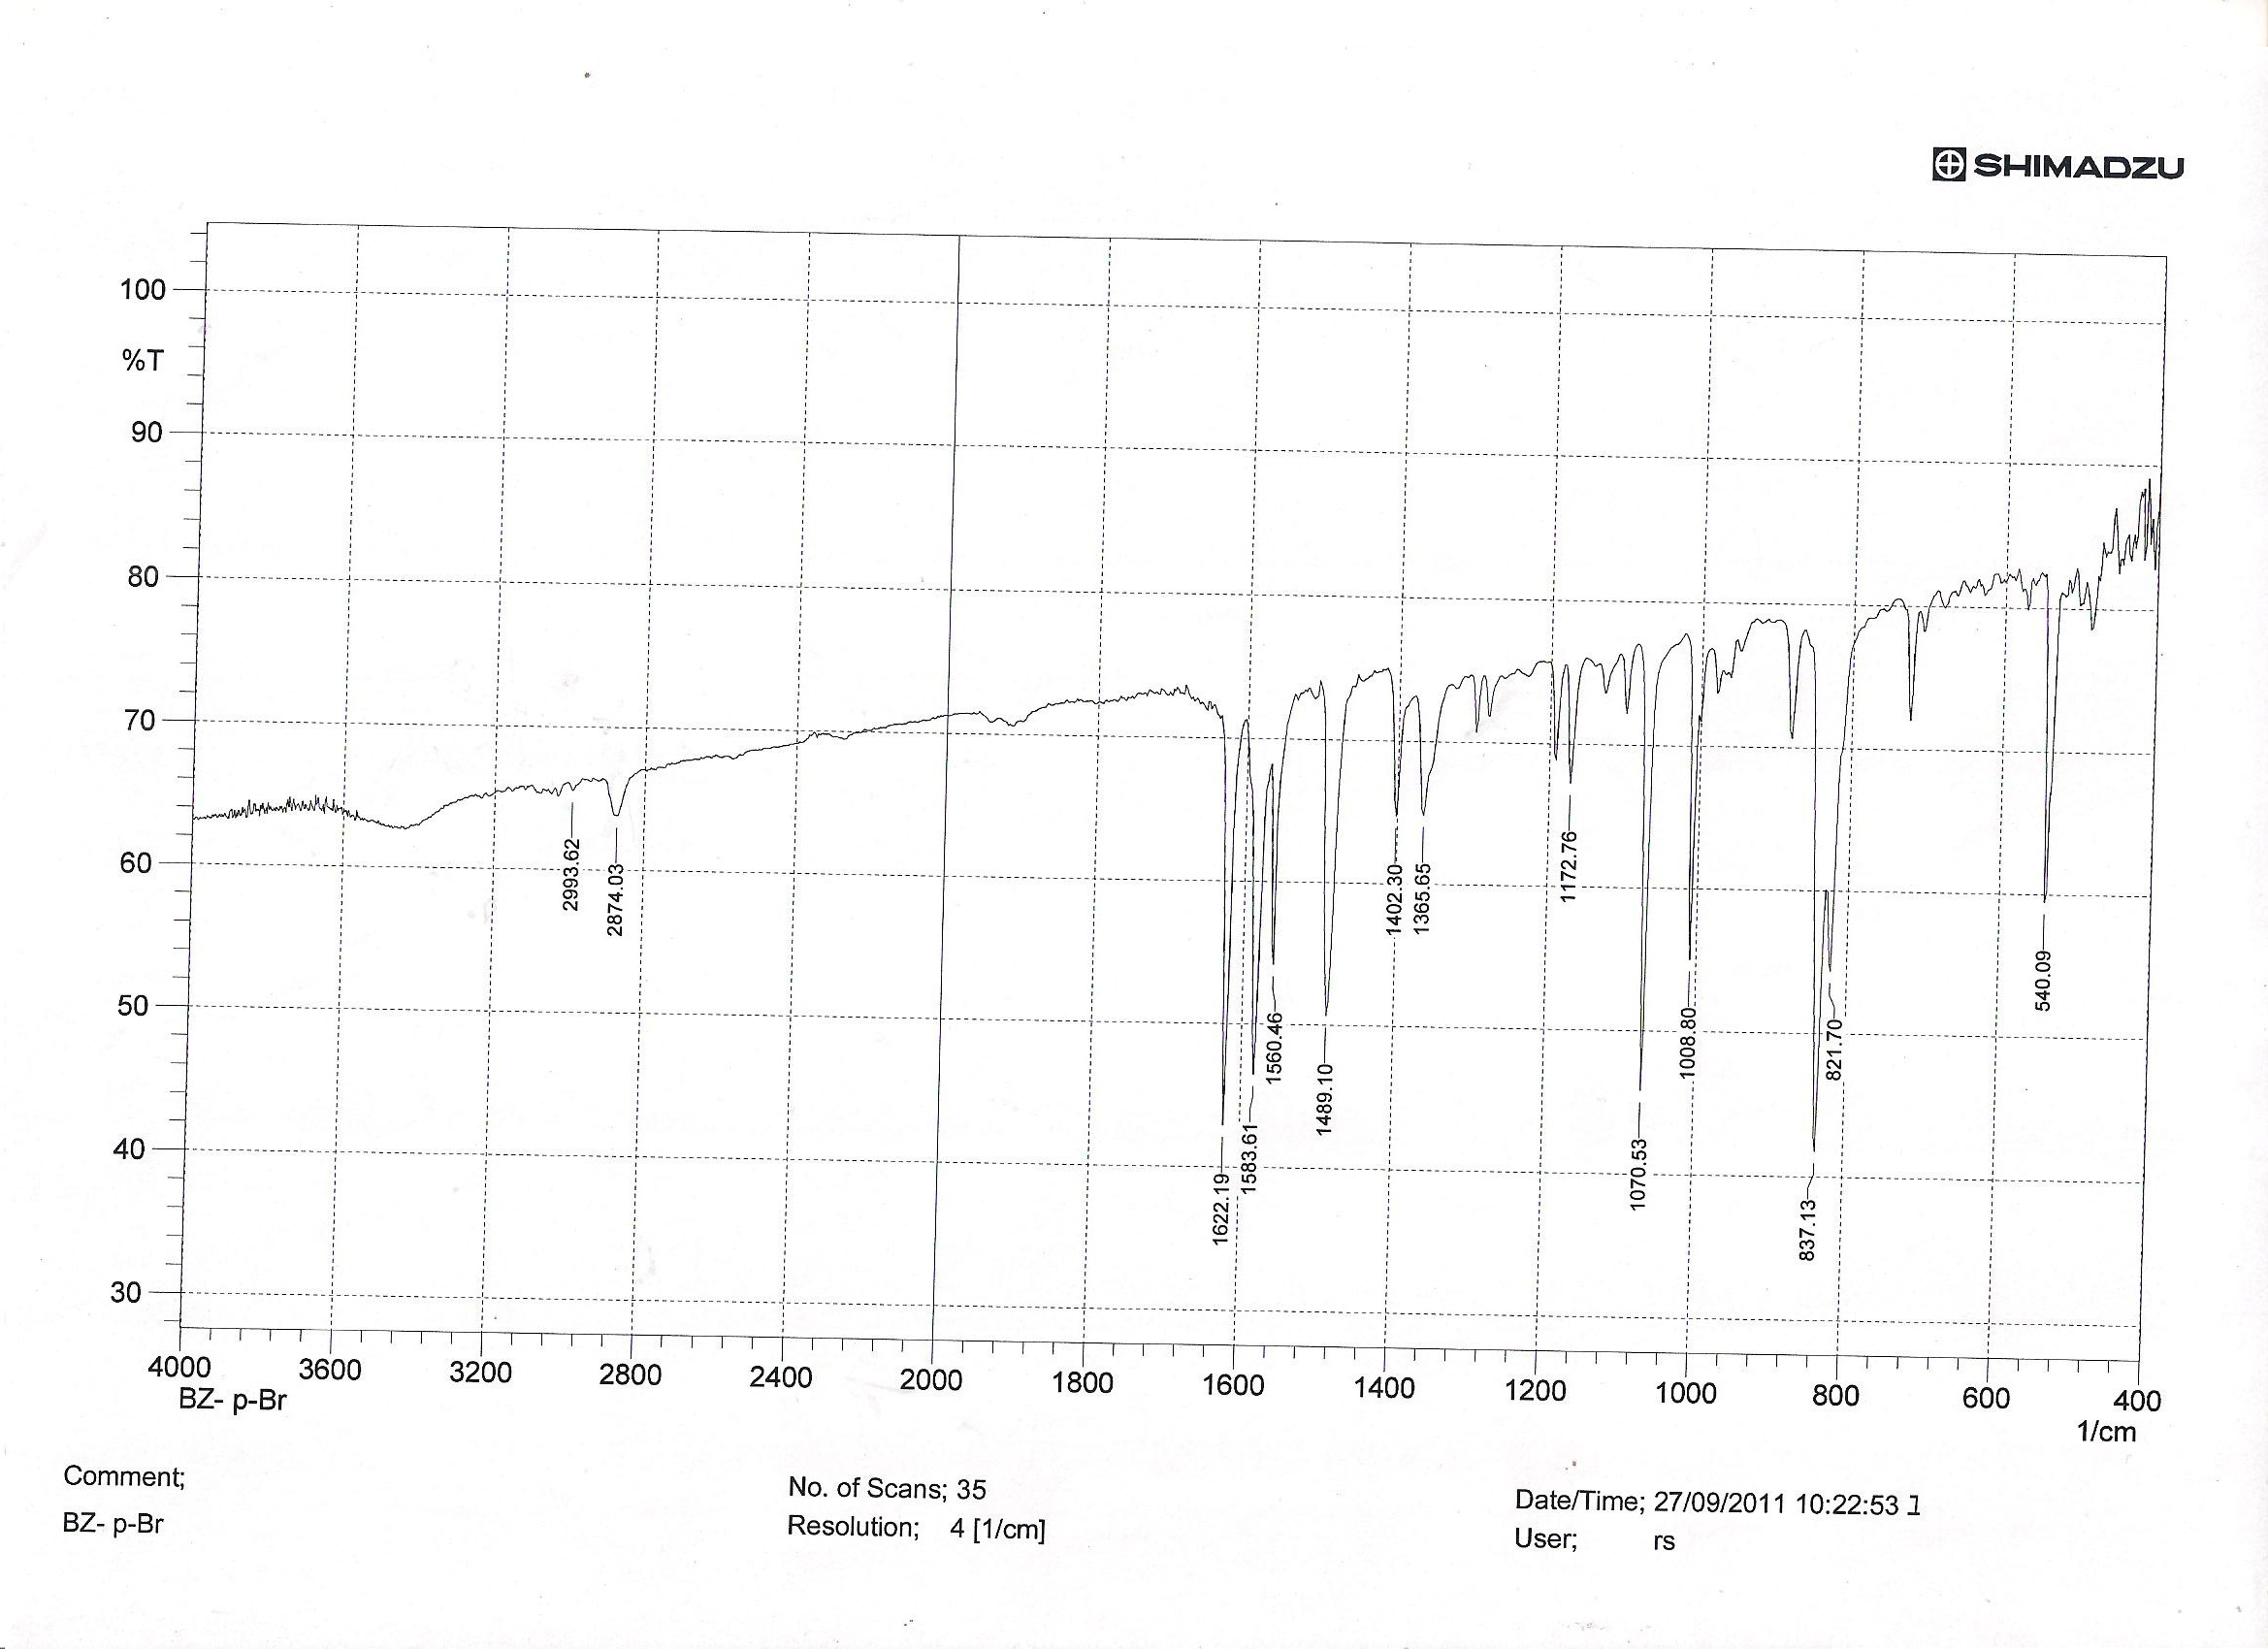 SHIMADZU
100
%T
90
80
70
60
50
40
30
2993.62
2874.03
1622.19
1583.61
1560.46
1489.10
1402.30
1365.65
1172.76
1070.53
1008.80
837.13
821.70
540.09
4000 3600 3200 2800 2400 2000 1800 1600 1400 1200 1000 800 600 400
BZ- p-Br
1/cm
Comment;
BZ- p-Br
No. of Scans; 35
Resolution; 4 [1/cm]
Date/Time; 27/09/2011 10:22:53 1
User; rs